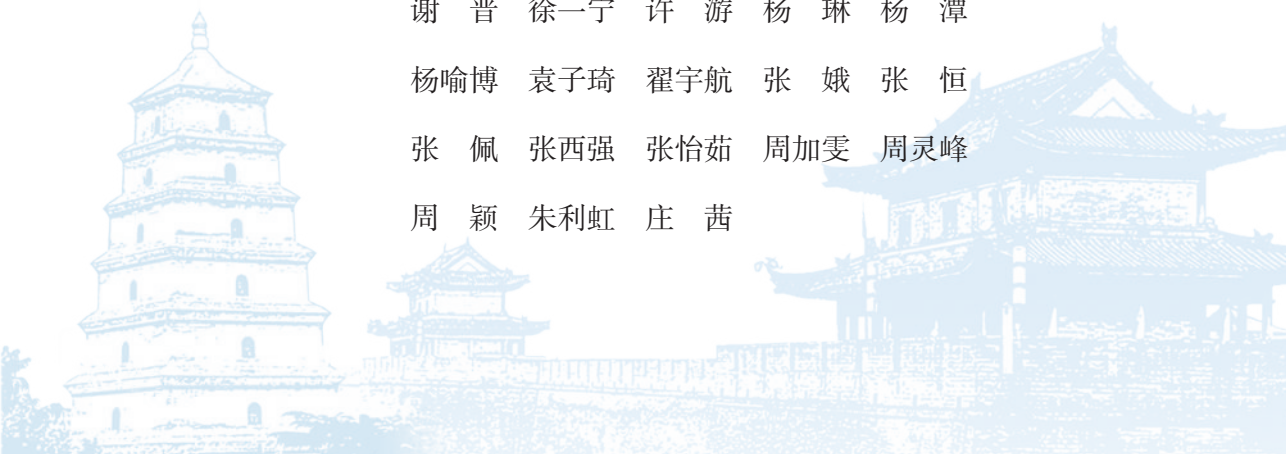 谢　晋　徐一宁　许　游　杨　琳　杨　潭
杨喻博　袁子琦　翟宇航　张　娥　张　恒
张　佩　张西强　张怡茹　周加雯　周灵峰
周　颖　朱利虹　庄　茜